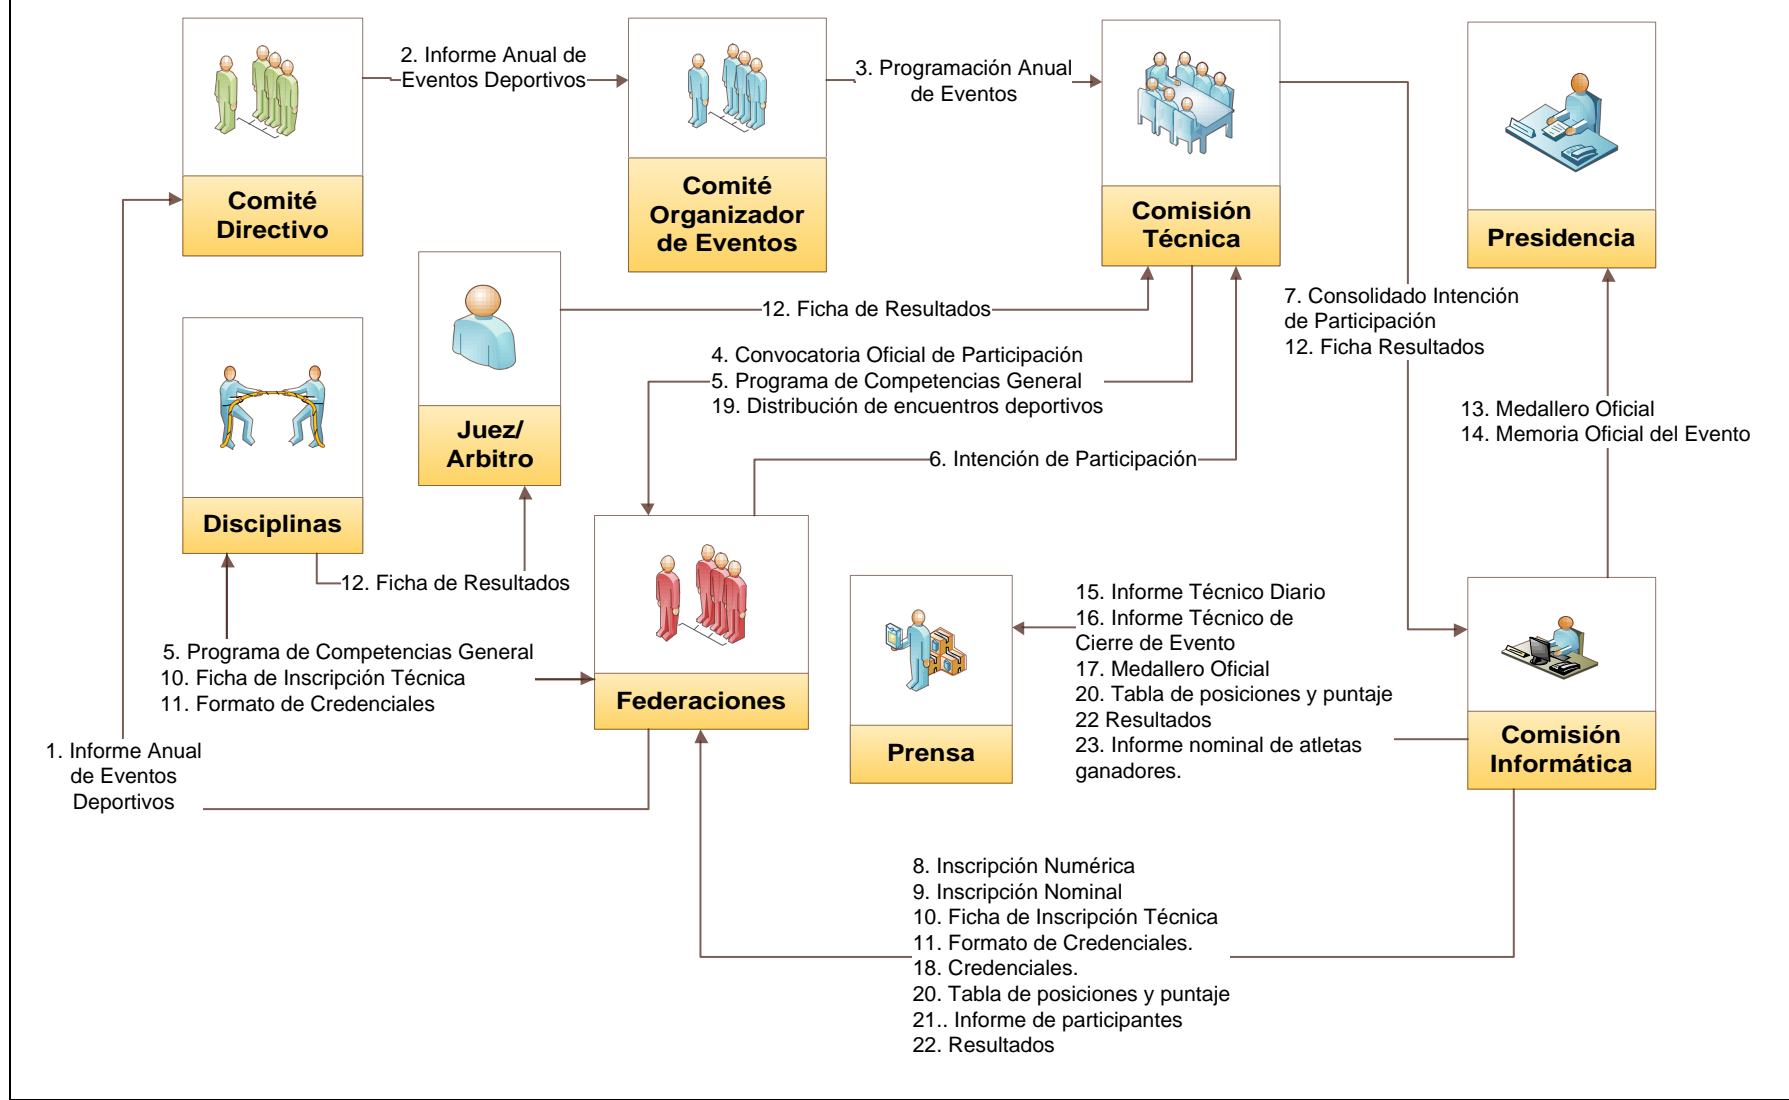 2. Informe Anual de
Eventos Deportivos
3. Programación Anual
de Eventos
Comité
Directivo
Comité
Organizador
de Eventos
Comisión
Técnica
Presidencia
12. Ficha de Resultados
7. Consolidado Intención
de Participación
12. Ficha Resultados
4. Convocatoria Oficial de Participación
5. Programa de Competencias General
19. Distribución de encuentros deportivos
13. Medallero Oficial
14. Memoria Oficial del Evento
Juez/
Arbitro
6. Intención de Participación
Disciplinas
12. Ficha de Resultados
5. Programa de Competencias General
10. Ficha de Inscripción Técnica
11. Formato de Credenciales
Federaciones
15. Informe Técnico Diario
16. Informe Técnico de
Cierre de Evento
17. Medallero Oficial
20. Tabla de posiciones y puntaje
22 Resultados
23. Informe nominal de atletas
ganadores.
Prensa
Comisión
Informática
1. Informe Anual
de Eventos
Deportivos
8. Inscripción Numérica
9. Inscripción Nominal
10. Ficha de Inscripción Técnica
11. Formato de Credenciales.
18. Credenciales.
20. Tabla de posiciones y puntaje
21.. Informe de participantes
22. Resultados